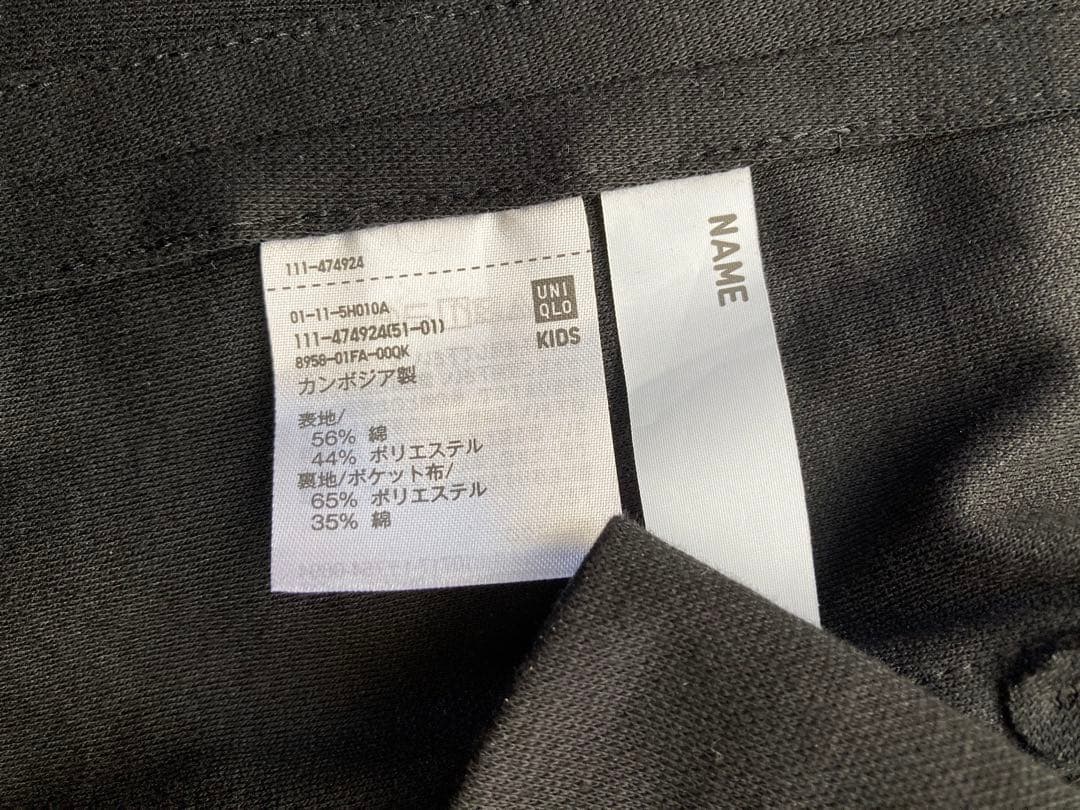 111-474924
UNI
QLO
KIDS
01-11-5H010A
111-474924(51-01)
8958-01FA-00QK
カンボジア製
表地/
56% 綿
44% ポリエステル
裏地/ポケット布/
65% ポリエステル
35% 綿
NAME